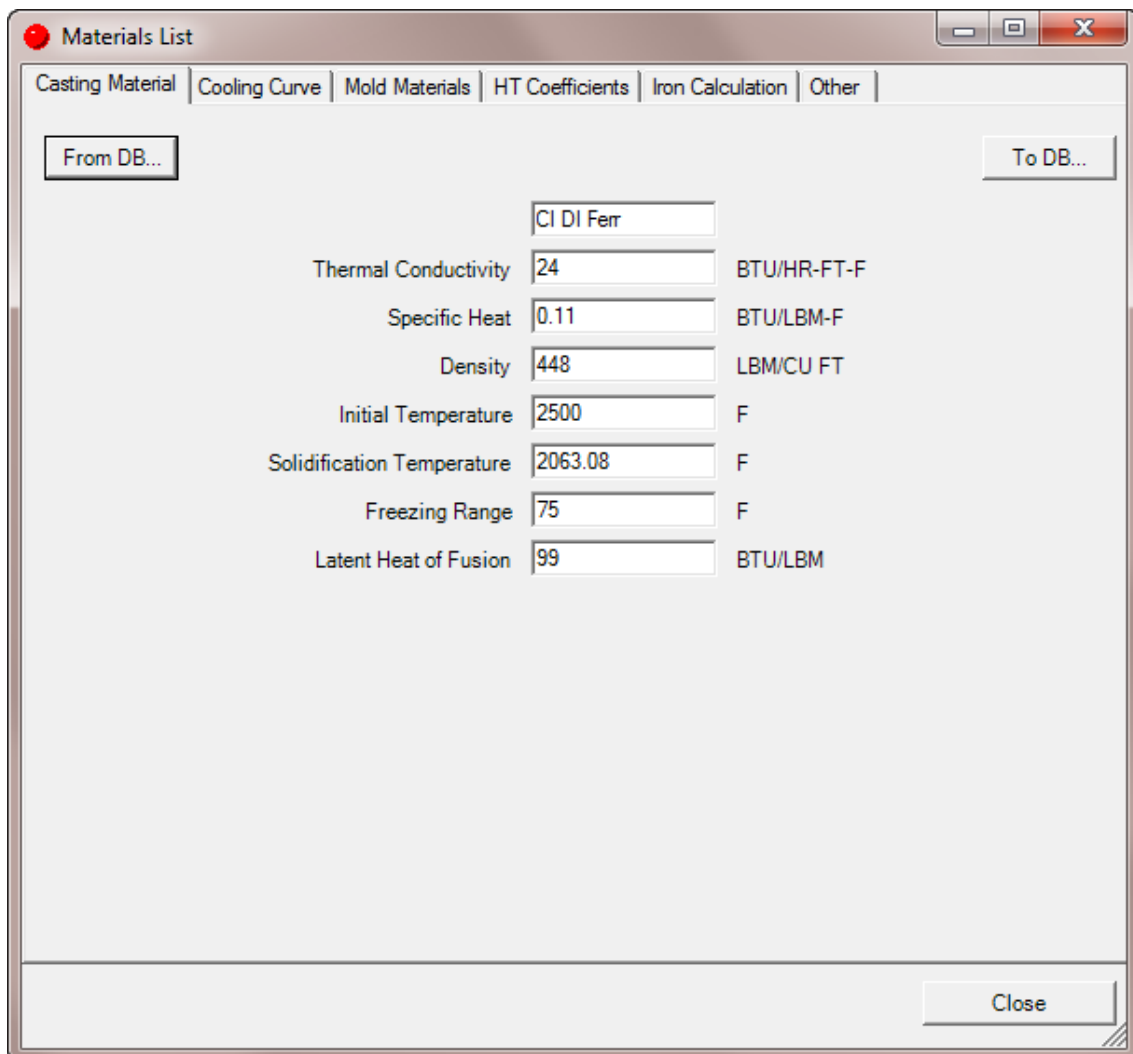 Materials List
Casting Material Cooling Curve Mold Materials HT Coefficients Iron Calculation Other
From DB... To DB...
CI DI Ferr
Thermal Conductivity 24 BTU/HR-FT-F
Specific Heat 0.11 BTU/LBM-F
Density 448 LBM/CU FT
Initial Temperature 2500 F
Solidification Temperature 2063.08 F
Freezing Range 75 F
Latent Heat of Fusion 99 BTU/LBM
Close